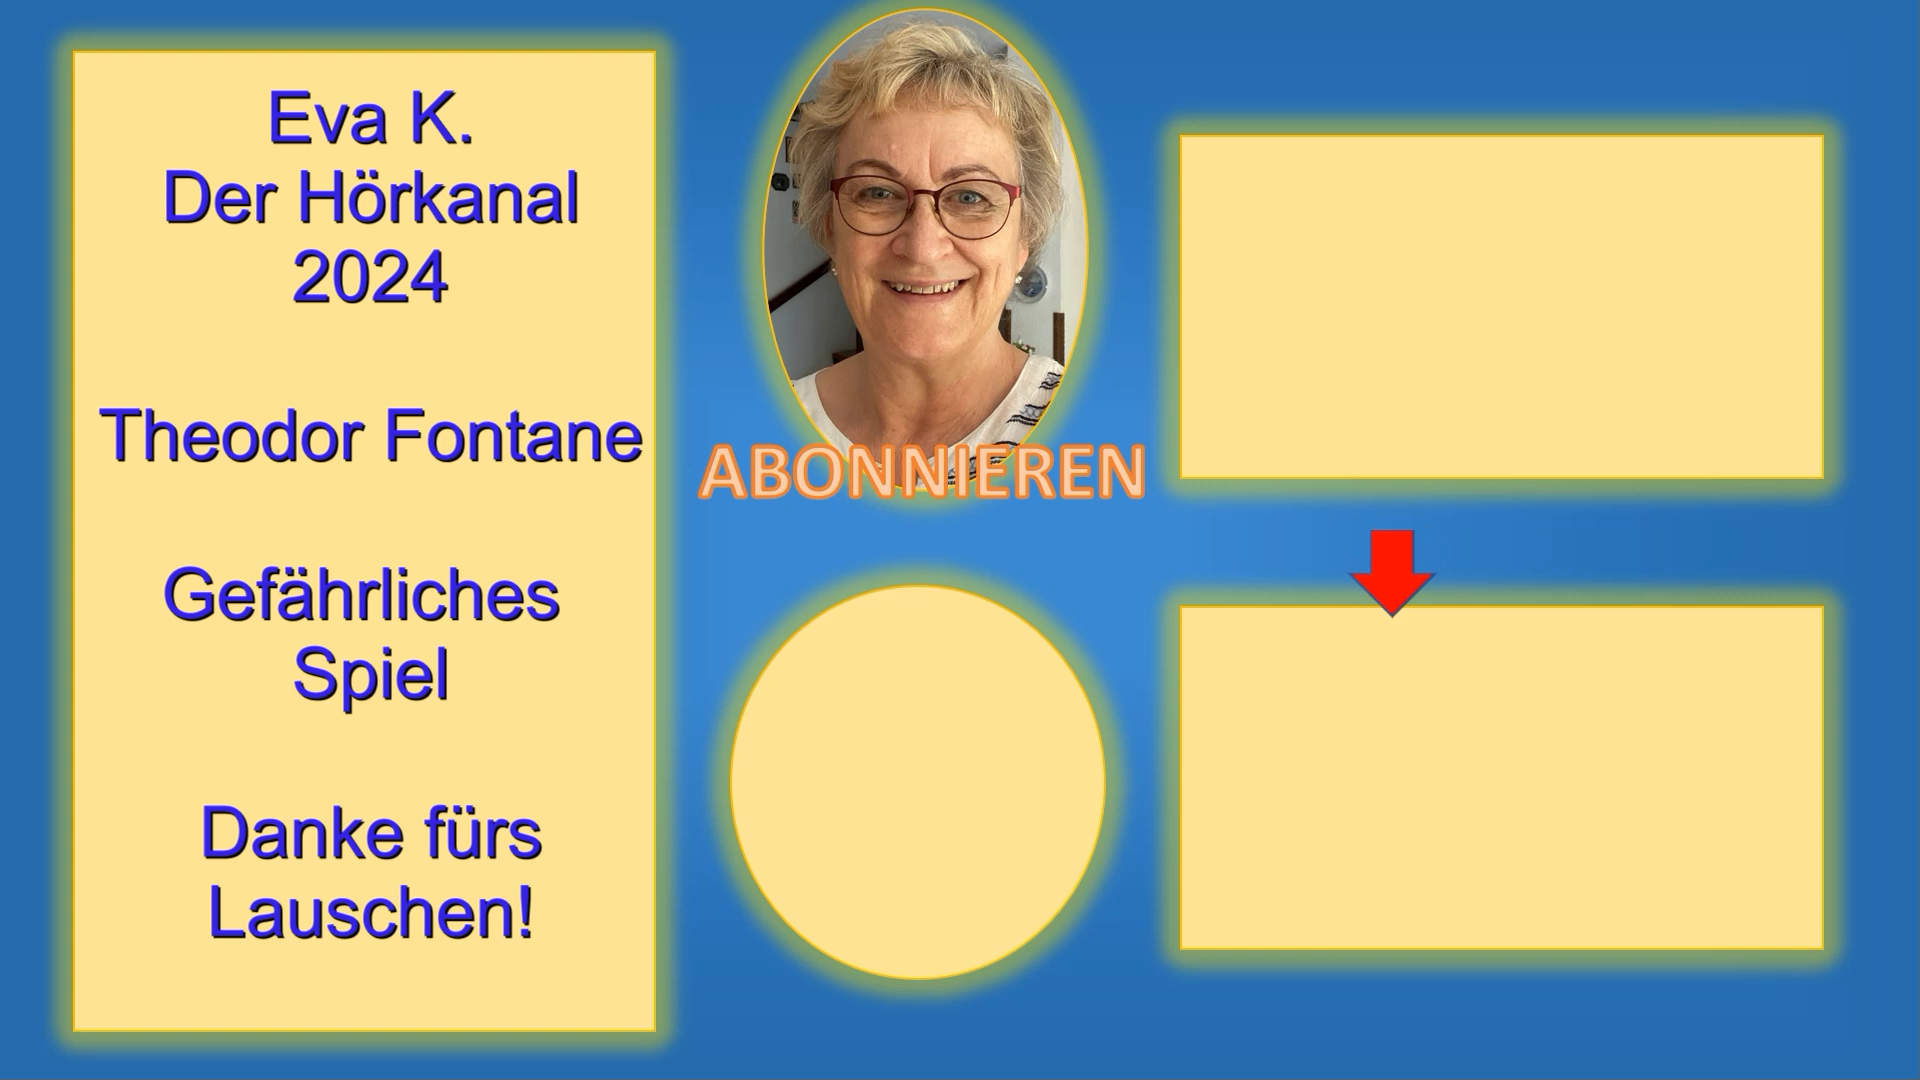 Eva K.
Der Hörkanal
2024
Theodor Fontane
Gefährliches
Spiel
Danke fürs
Lauschen!
ABONNIEREN